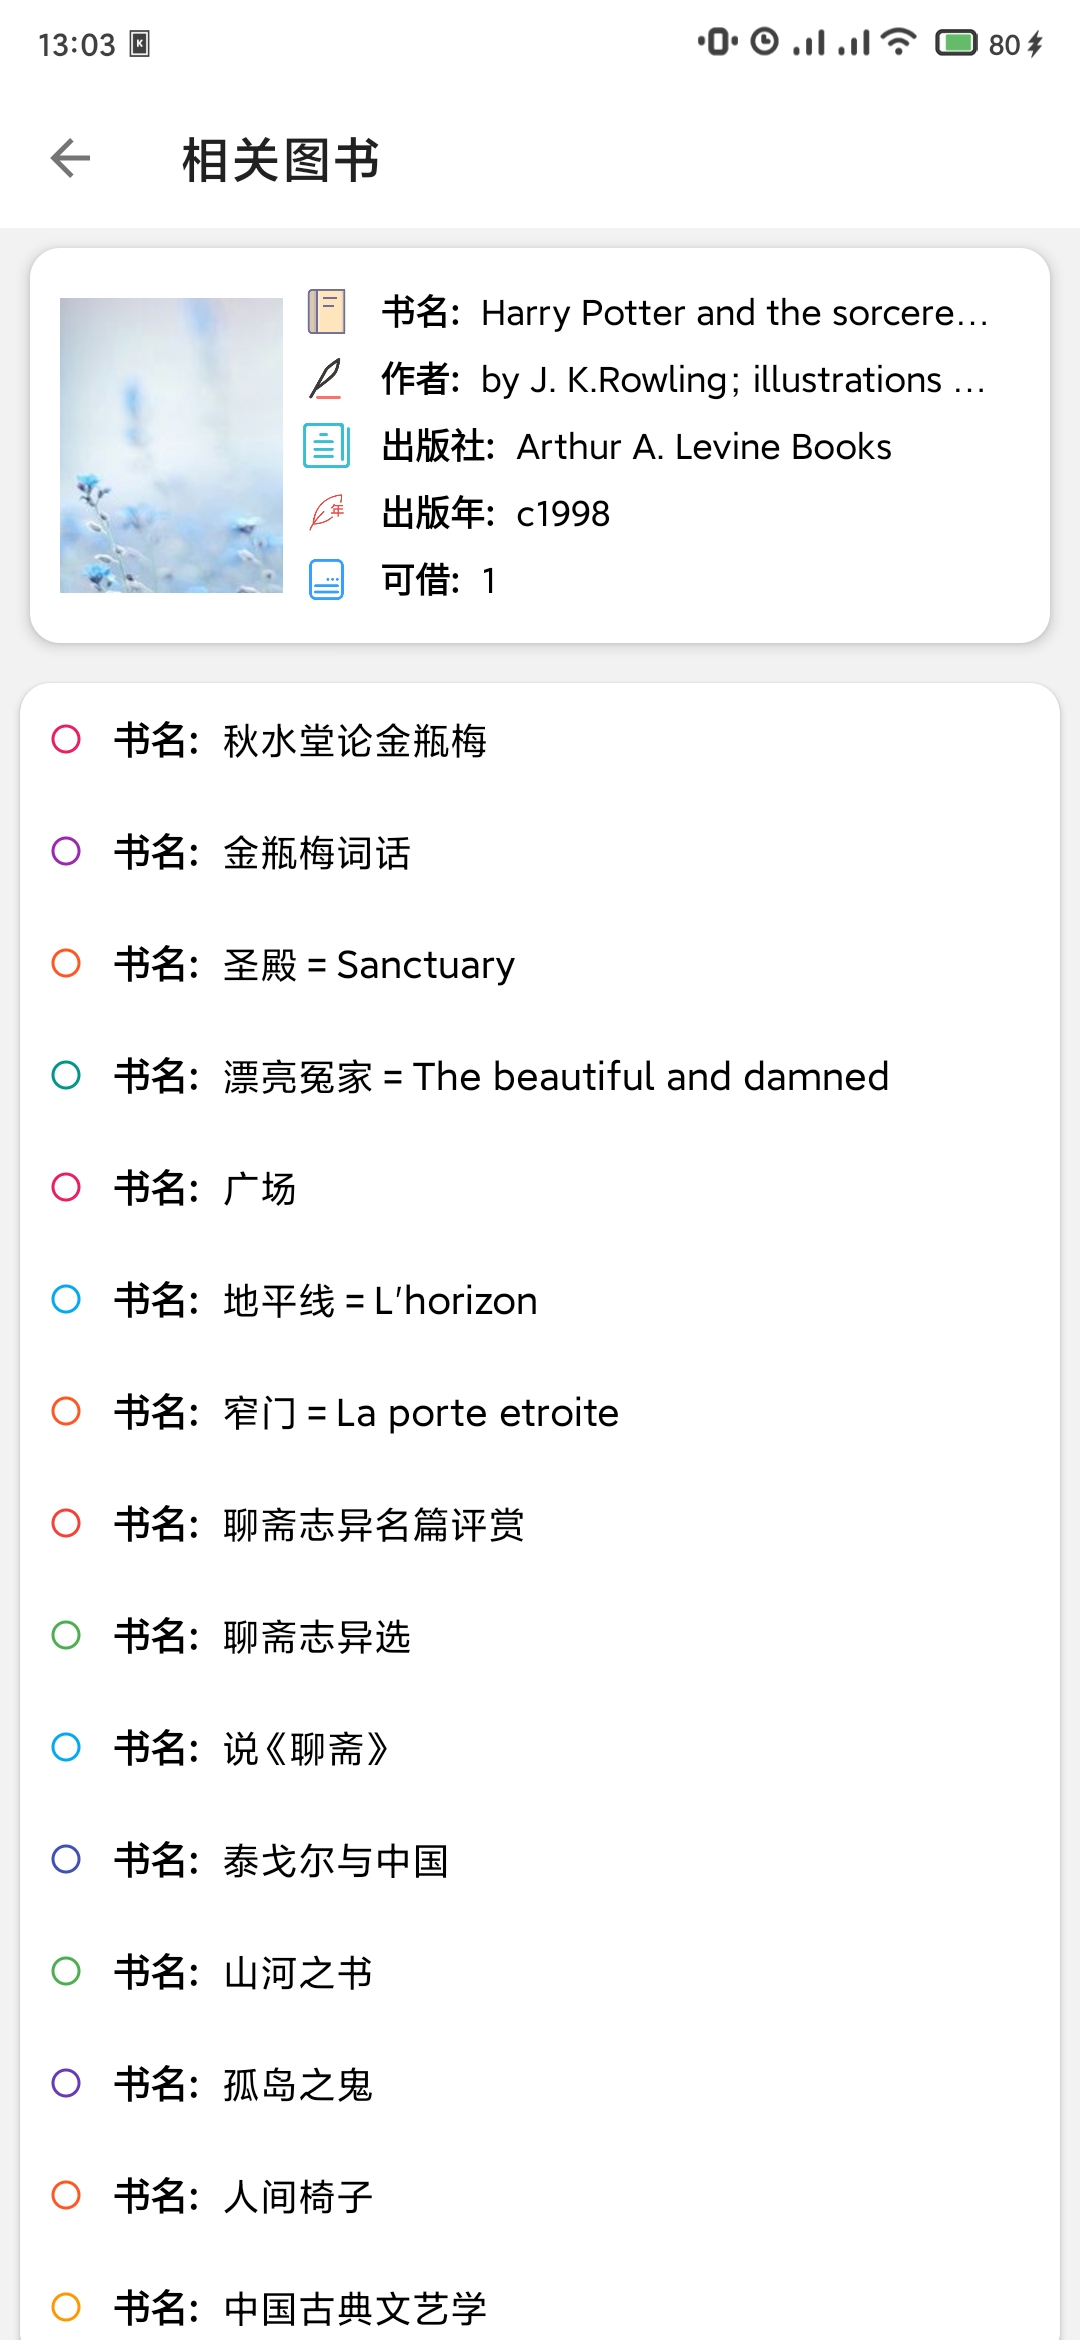 13:03
80
相关图书
书名: Harry Potter and the sorcere...
作者: by J. K.Rowling; illustrations ...
出版社: Arthur A. Levine Books
年
出版年: c1998
可借: 1
书名: 秋水堂论金瓶梅
书名: 金瓶梅词话
书名: 圣殿 = Sanctuary
书名: 漂亮冤家 = The beautiful and damned
书名: 广场
书名: 地平线 = L'horizon
书名: 窄门 = La porte etroite
书名: 聊斋志异名篇评赏
书名: 聊斋志异选
书名: 说《聊斋》
书名: 泰戈尔与中国
书名: 山河之书
书名: 孤岛之鬼
书名: 人间椅子
书名: 中国古典文艺学